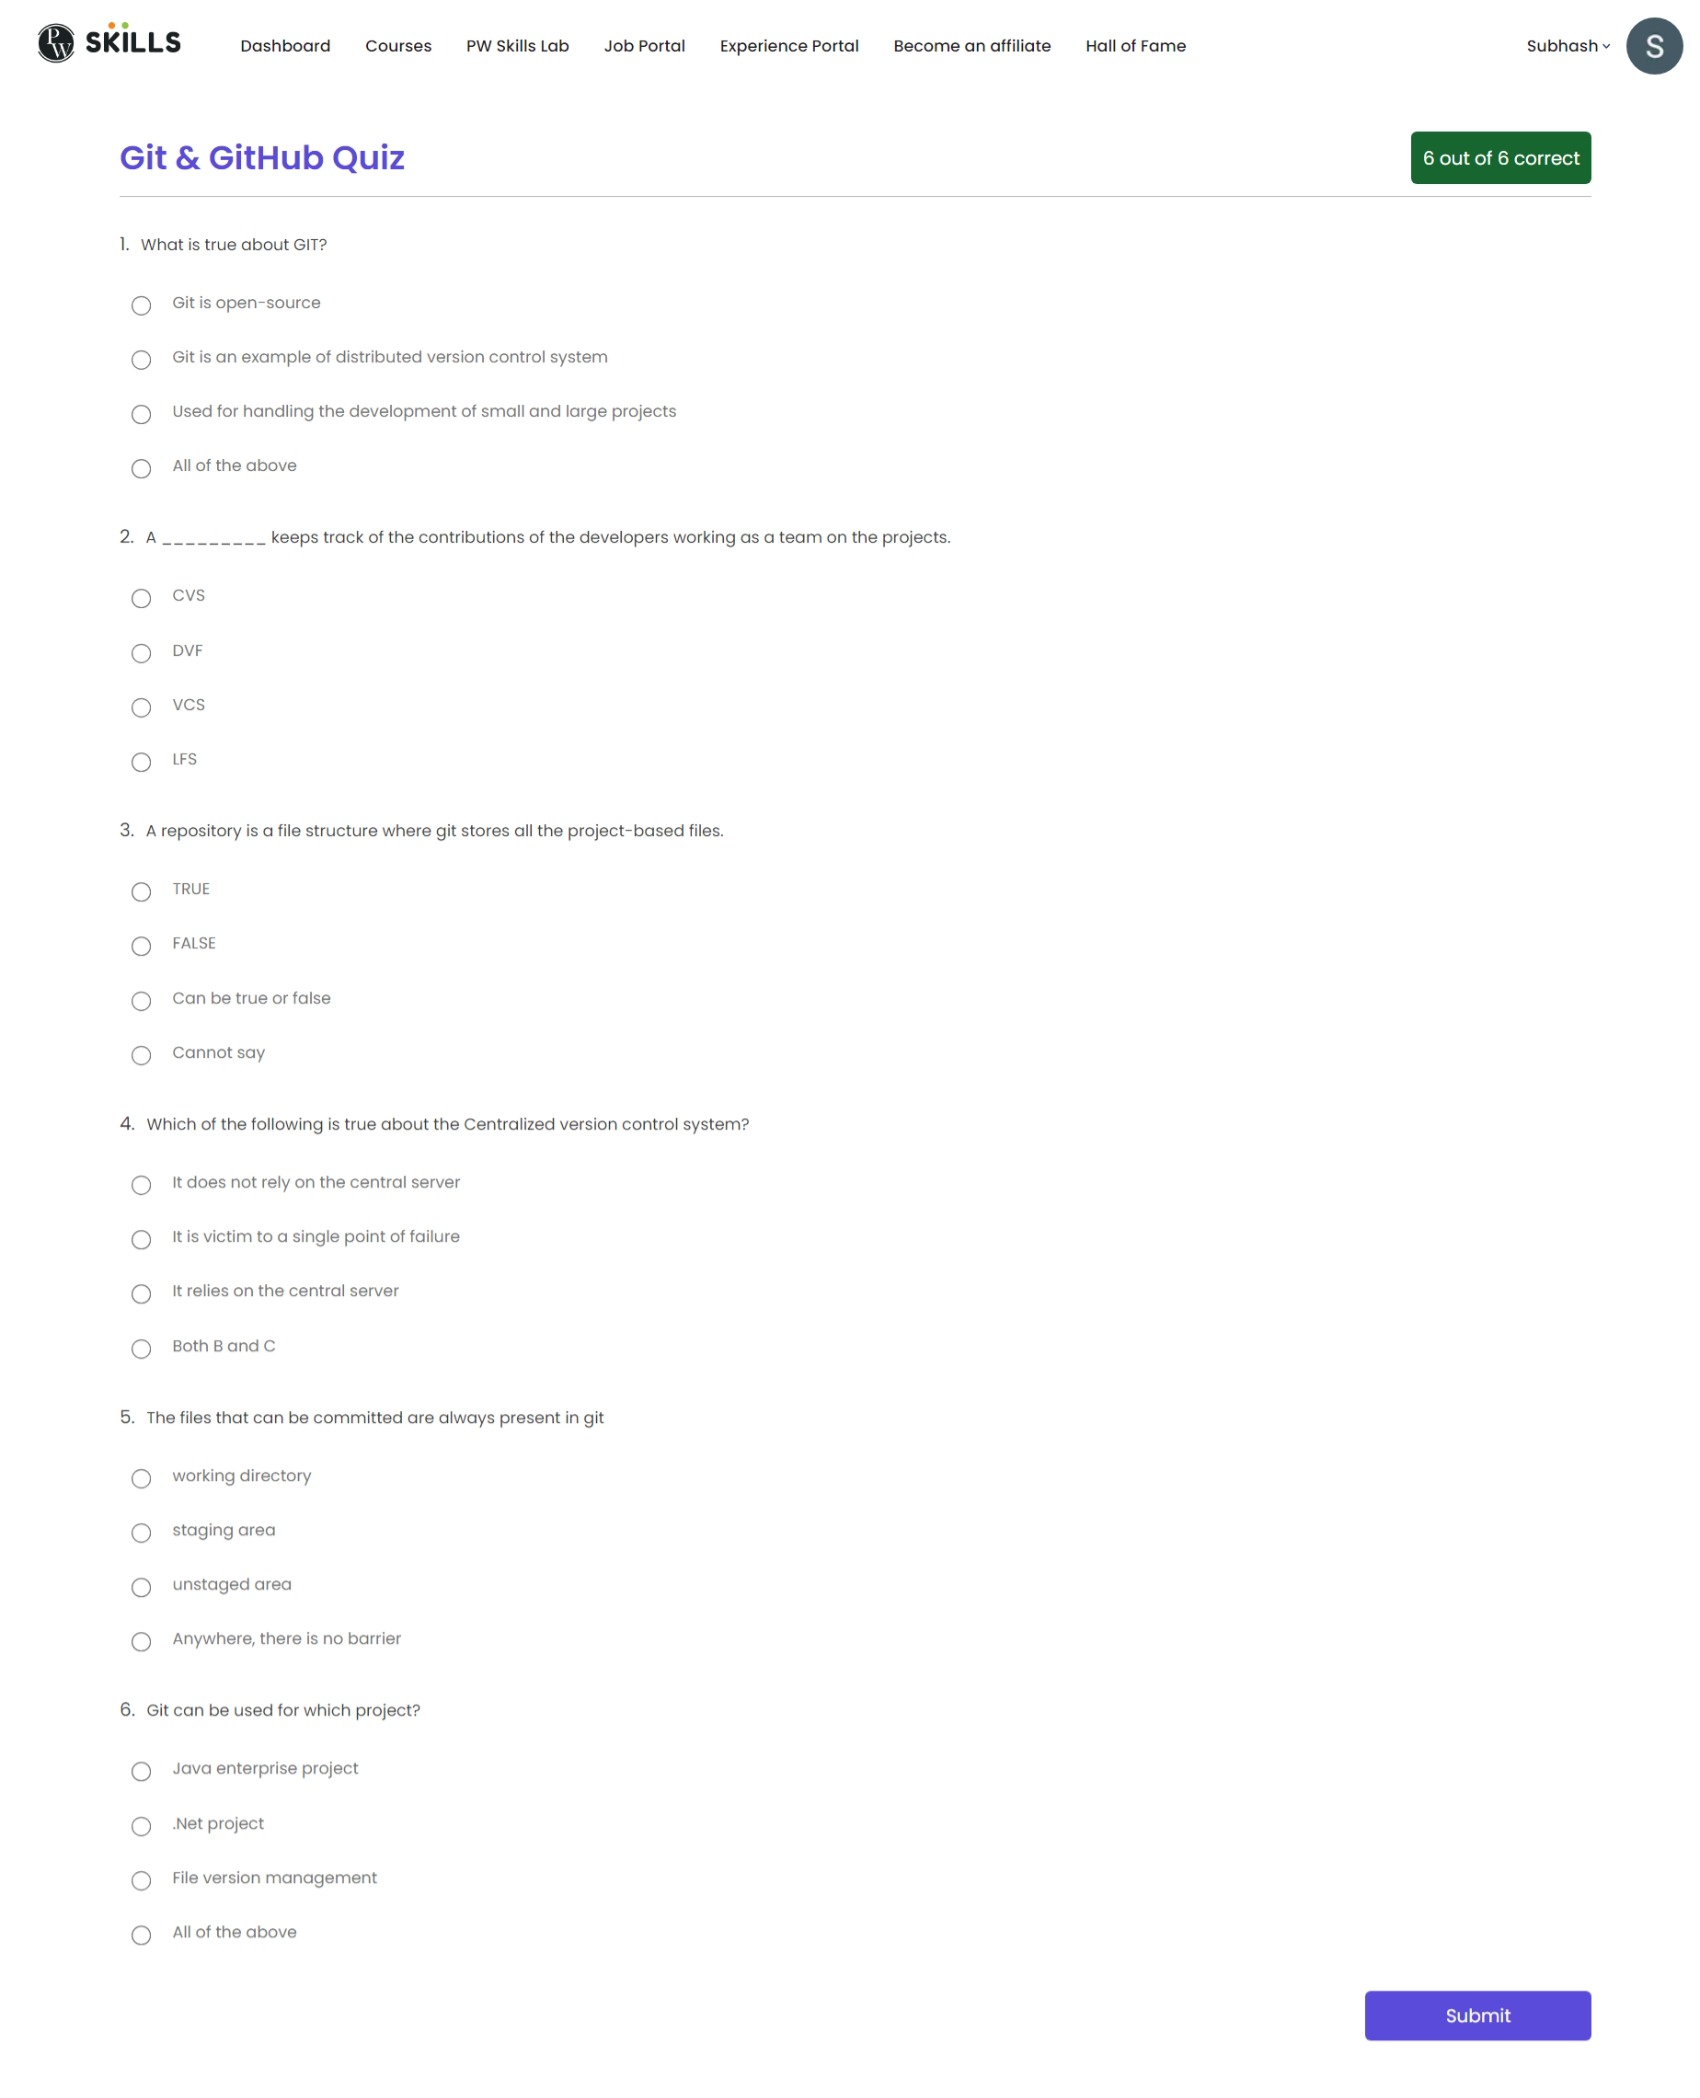 PW SKILLS Dashboard Courses PW Skills Lab Job Portal Experience Portal Become an affiliate Hall of Fame Subhash S
Git & GitHub Quiz 6 out of 6 correct
1. What is true about GIT?
Git is open-source
Git is an example of distributed version control system
Used for handling the development of small and large projects
All of the above
2. A _________ keeps track of the contributions of the developers working as a team on the projects.
CVS
DVF
VCS
LFS
3. A repository is a file structure where git stores all the project-based files.
TRUE
FALSE
Can be true or false
Cannot say
4. Which of the following is true about the Centralized version control system?
It does not rely on the central server
It is victim to a single point of failure
It relies on the central server
Both B and C
5. The files that can be committed are always present in git
working directory
staging area
unstaged area
Anywhere, there is no barrier
6. Git can be used for which project?
Java enterprise project
.Net project
File version management
All of the above
Submit